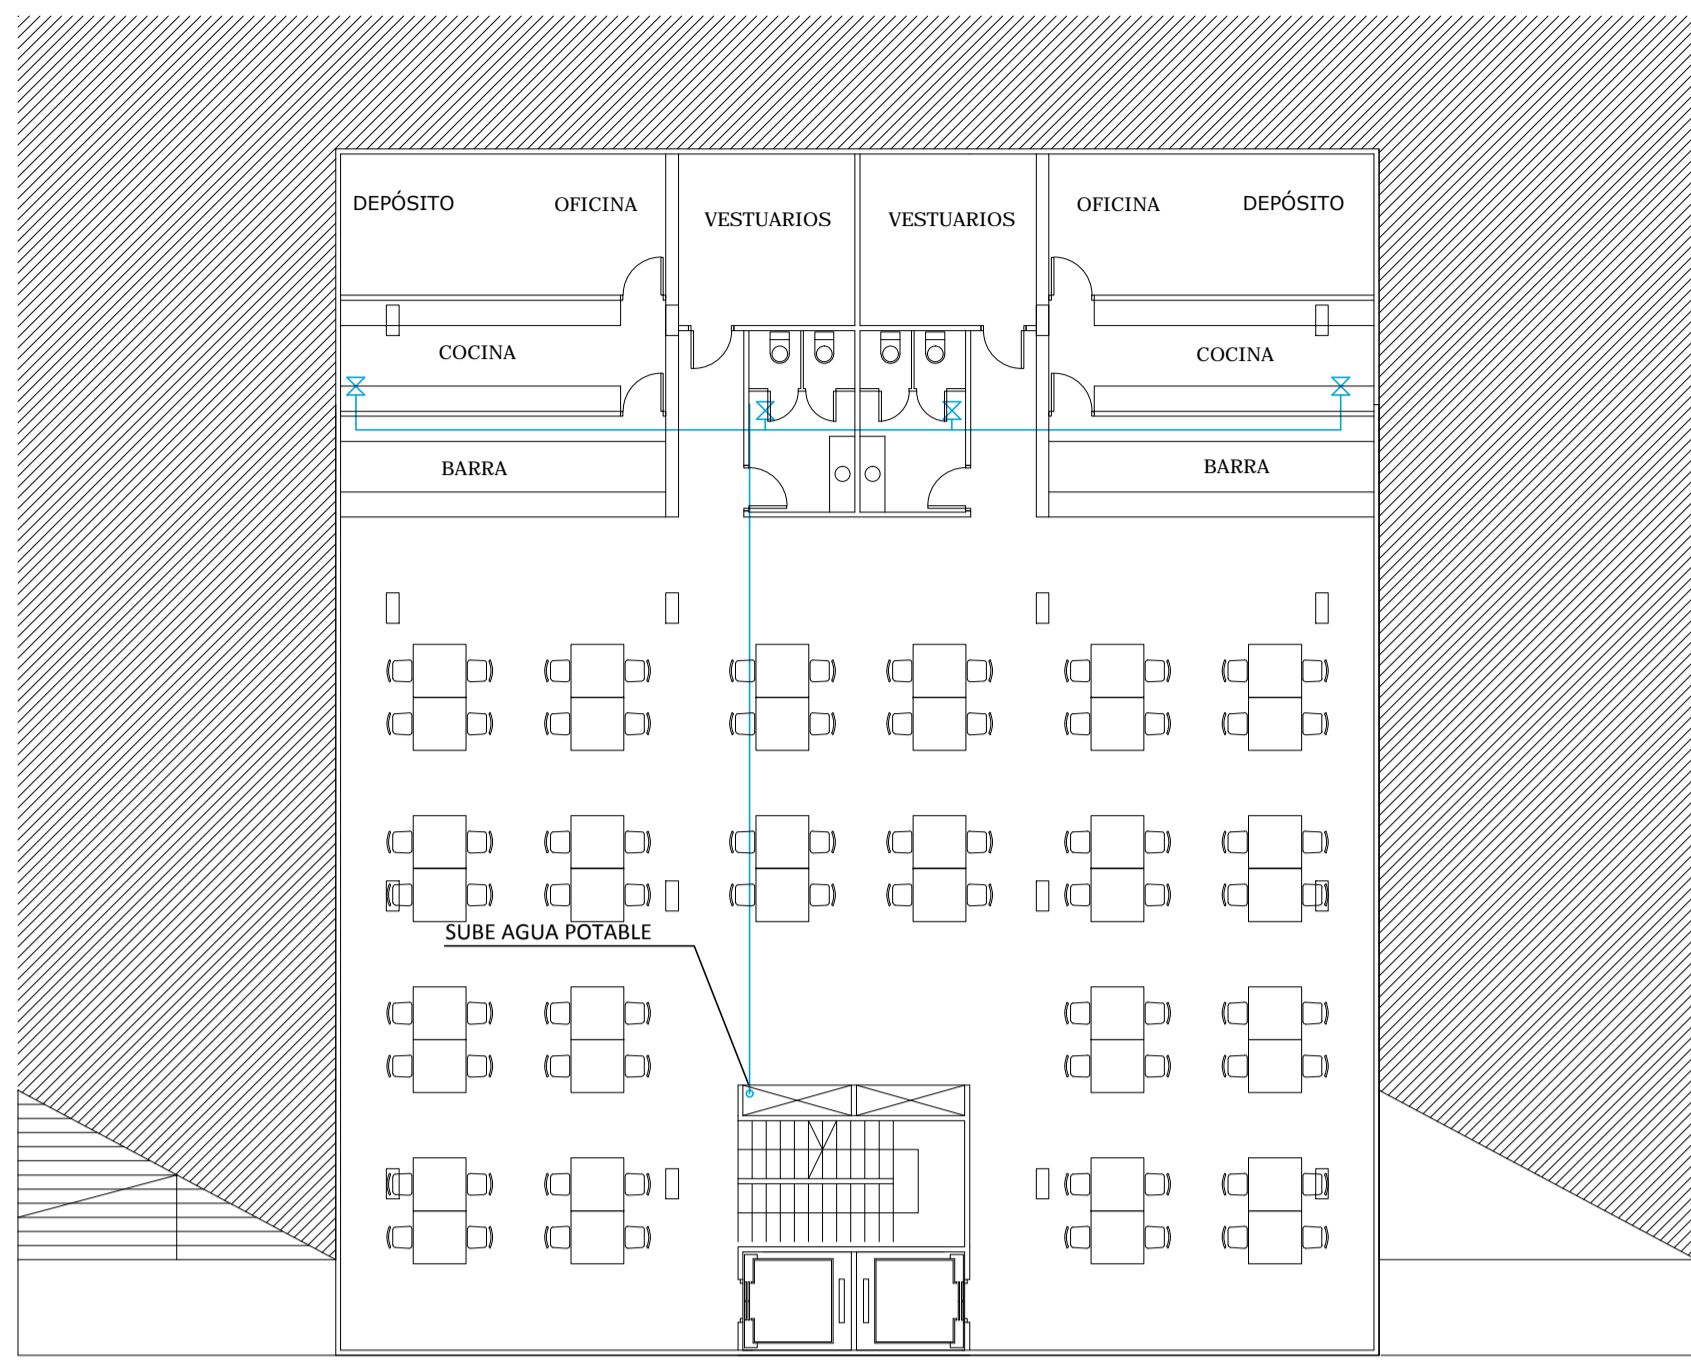 DEPÓSITO
OFICINA
VESTUARIOS
VESTUARIOS
OFICINA
DEPÓSITO
COCINA
COCINA
BARRA
BARRA
SUBE AGUA POTABLE